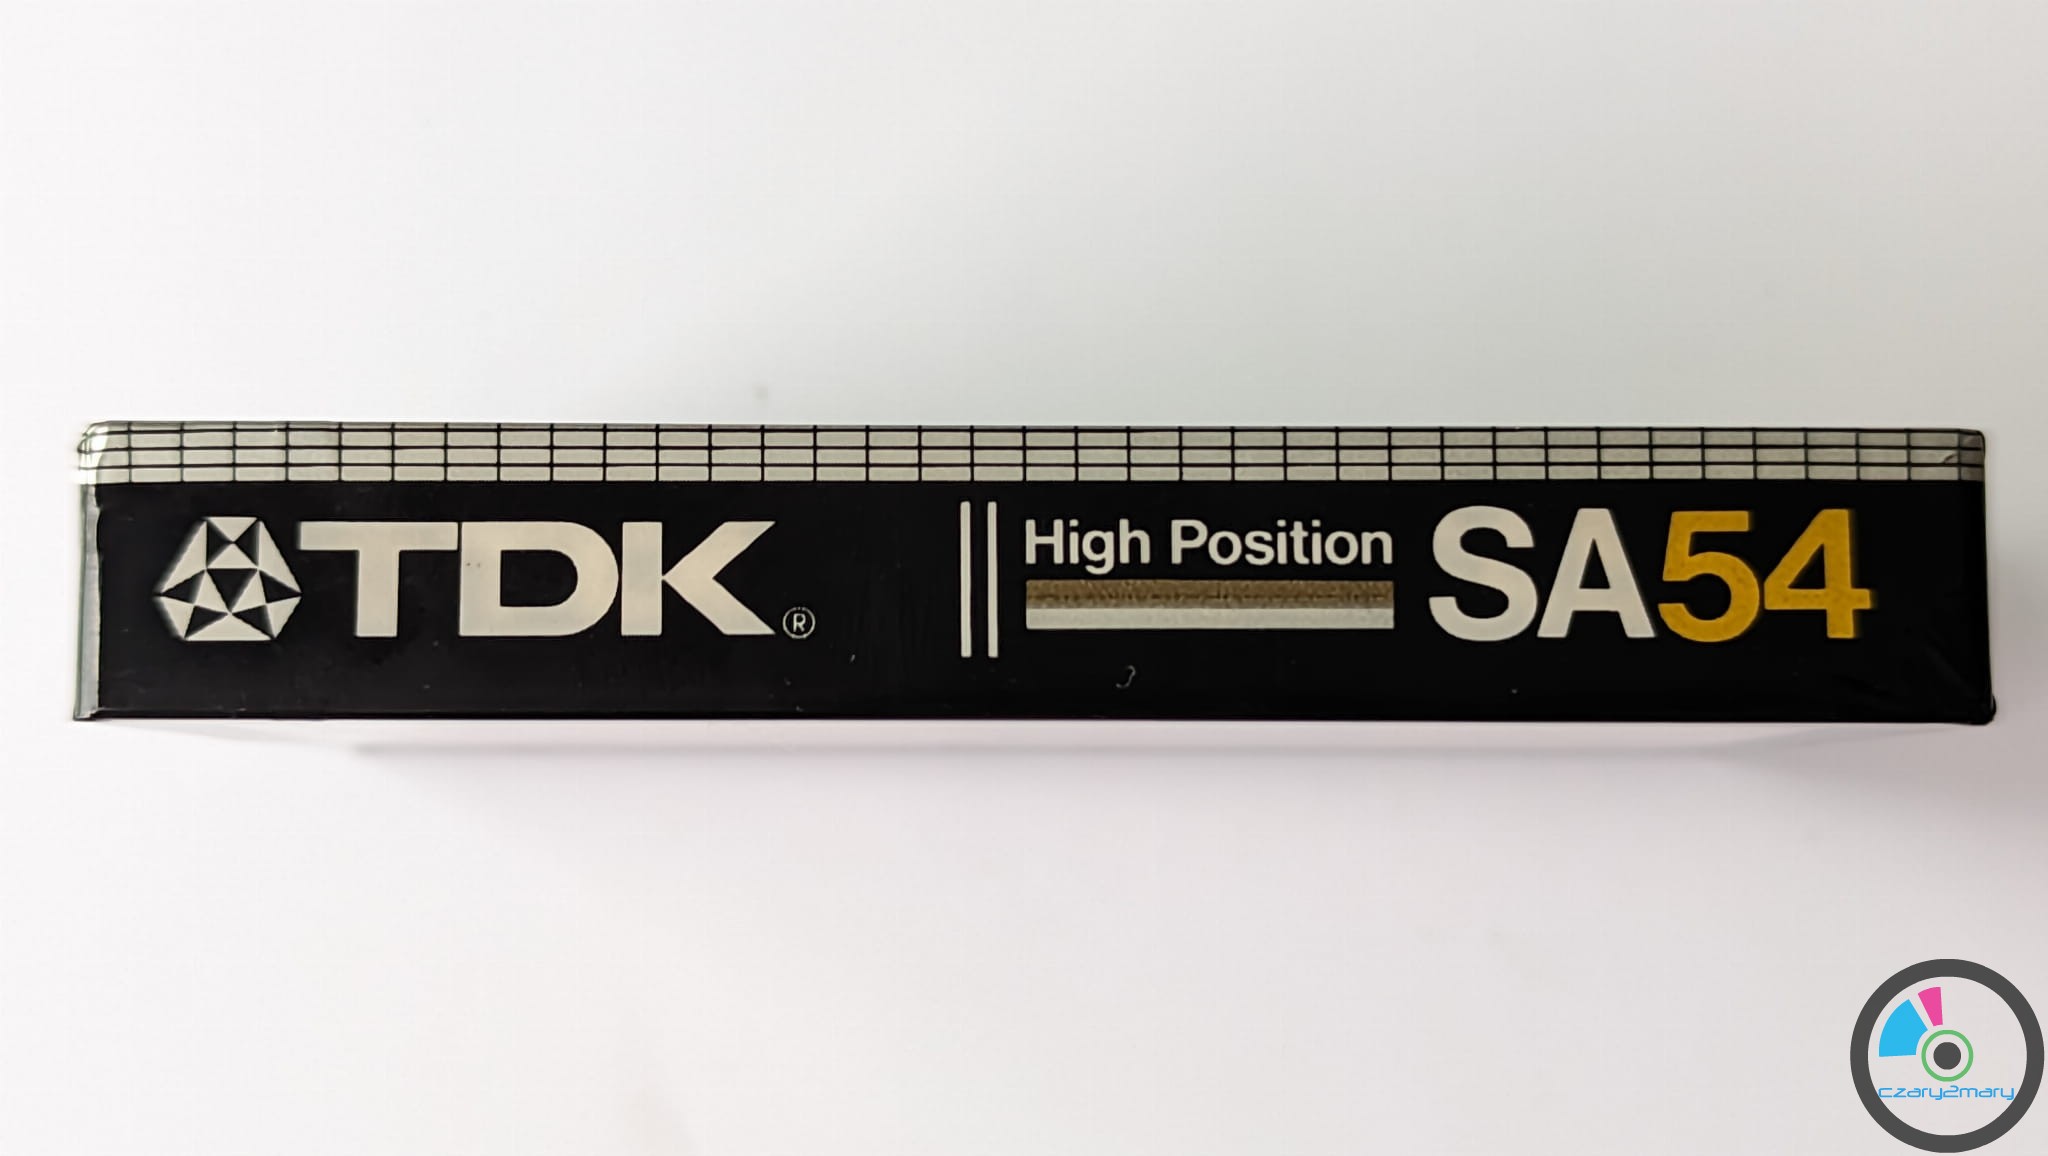 TDK®
High Position
SA54
czary2mary